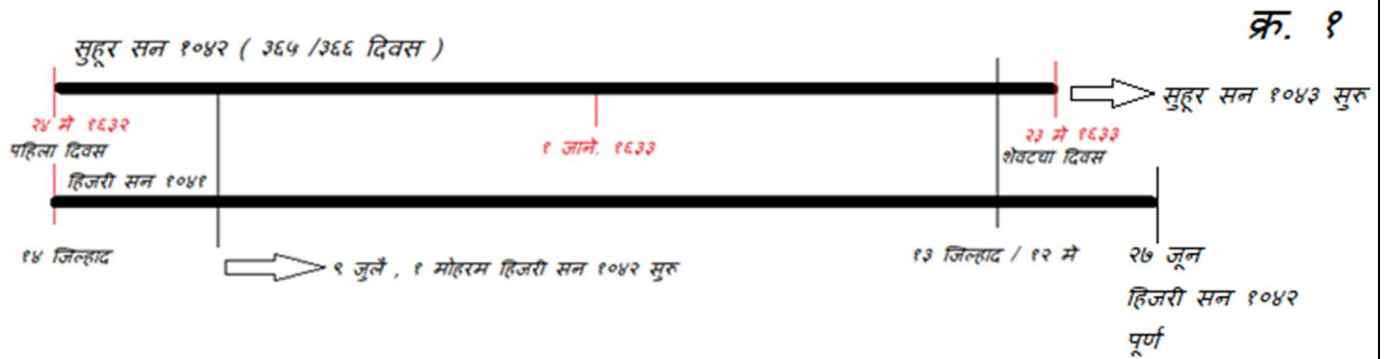 क्र. १
सुहूर सन १०४२ ( ३६५ /३६६ दिवस )
सुहूर सन १०४३ सुरु
२४ मे १६३२
पहिला दिवस
१ जाने. १६३३
२३ मे १६३३
शेवटचा दिवस
हिजरी सन १०४१
१४ जिल्हाद
९ जुलै , १ मोहरम हिजरी सन १०४२ सुरु
१३ जिल्हाद / १२ मे
२७ जून
हिजरी सन १०४२
पूर्ण